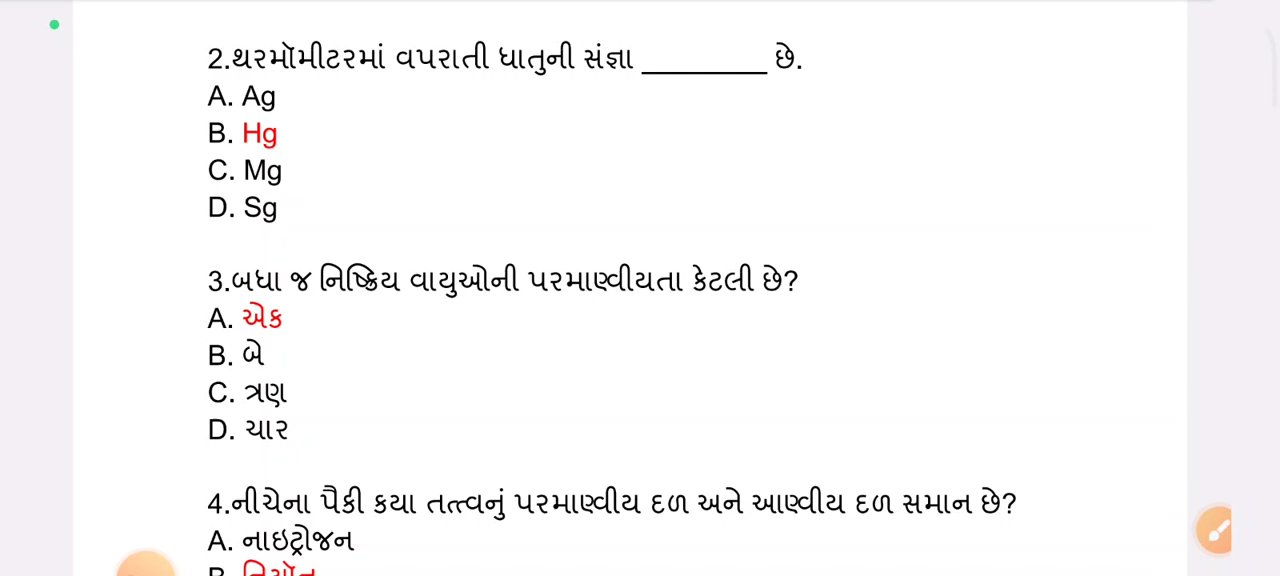 2.થરમૉમીટરમાં વપરાતી ધાતુની સંજ્ઞા ________ છે.
A. Ag
B. Hg
C. Mg
D. Sg
3.બધા જ નિષ્ક્રિય વાયુઓની પરમાણ્વીયતા કેટલી છે?
A. એક
B. બે
C. ત્રણ
D. ચાર
4.નીચેના પૈકી કયા તત્ત્વનું પરમાણ્વીય દળ અને આણ્વીય દળ સમાન છે?
A. નાઇટ્રોજન
B. નિયૉન